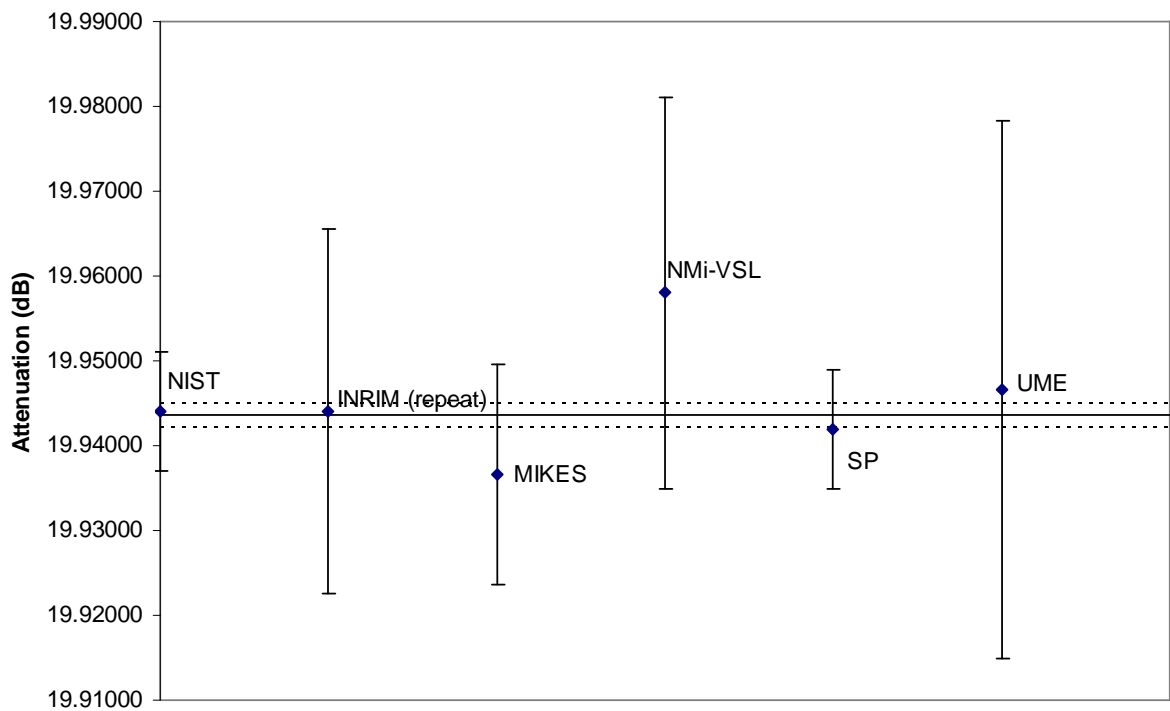 19.99000
19.98000
19.97000
19.96000
19.95000
19.94000
19.93000
19.92000
19.91000
Attenuation (dB)
NIST
INRIM (repeat)
MIKES
NMi-VSL
SP
UME